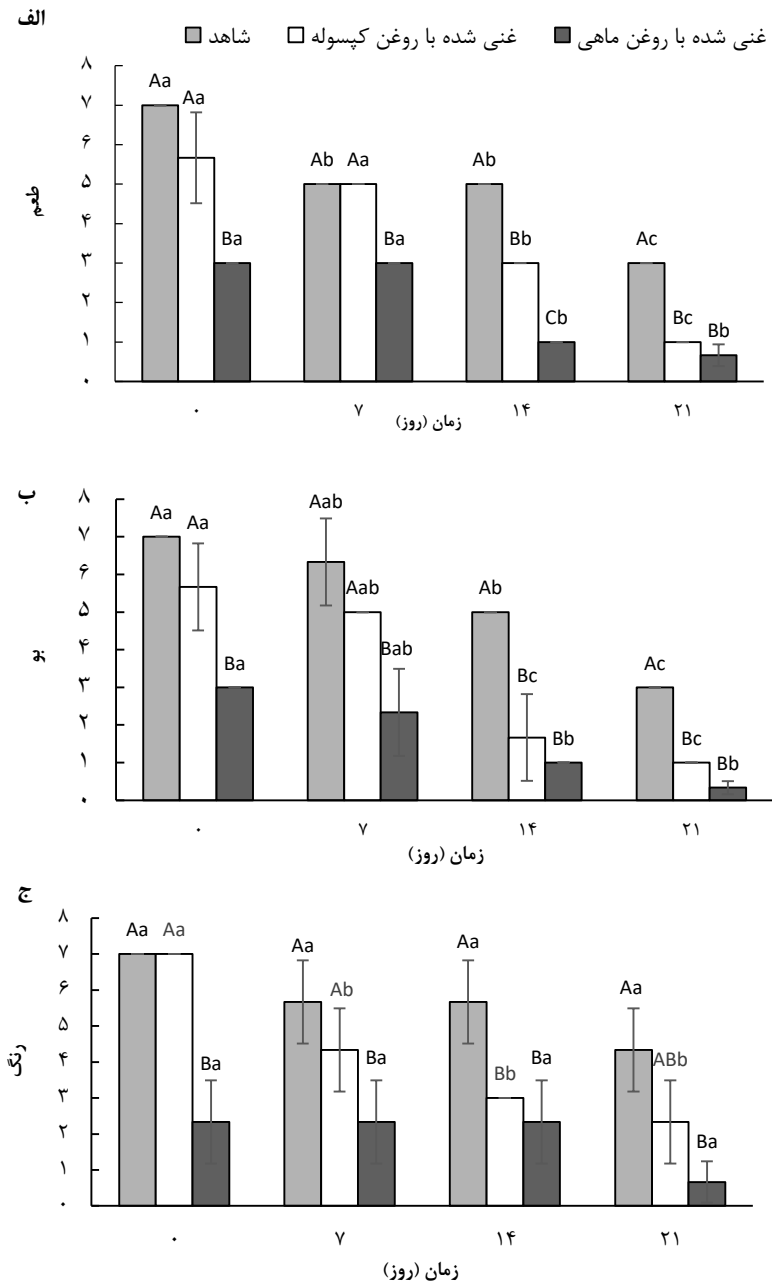 الف
شاهد غنی شده با روغن کپسوله غنی شده با روغن ماهی
۸
۷
۶
۵
۴
۳
۲
۱
۰
طعم
Aa Aa Ba Ab Aa Ba Ab Bb Cb Ac Bc Bb
۰ ۷ ۱۴ ۲۱
زمان (روز)
ب
۸
۷
۶
۵
۴
۳
۲
۱
۰
بو
Aa Aa Ba Aab Aab Bab Ab Bc Bb Ac Bc Bb
۰ ۷ ۱۴ ۲۱
زمان (روز)
ج
۸
۷
۶
۵
۴
۳
۲
۱
۰
رنگ
Aa Aa Ba Aa Ab Ba Aa Bb Ba Aa ABb Ba
۰ ۷ ۱۴ ۲۱
زمان (روز)